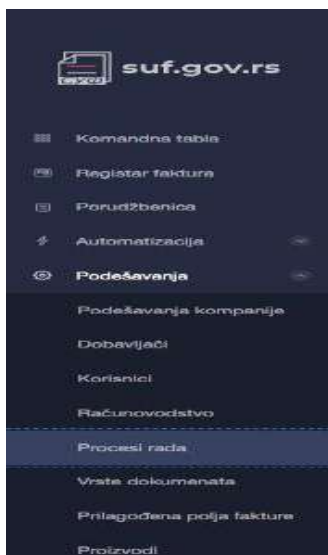 suf.gov.rs
Komandna tabla
Registar faktura
Porudžbenica
Automatizacija
Podešavanja
Podešavanja kompanije
Dobavljači
Korisnici
Računovodstvo
Procesi rada
Vrste dokumenata
Prilagođena polja fakture
Proizvodi